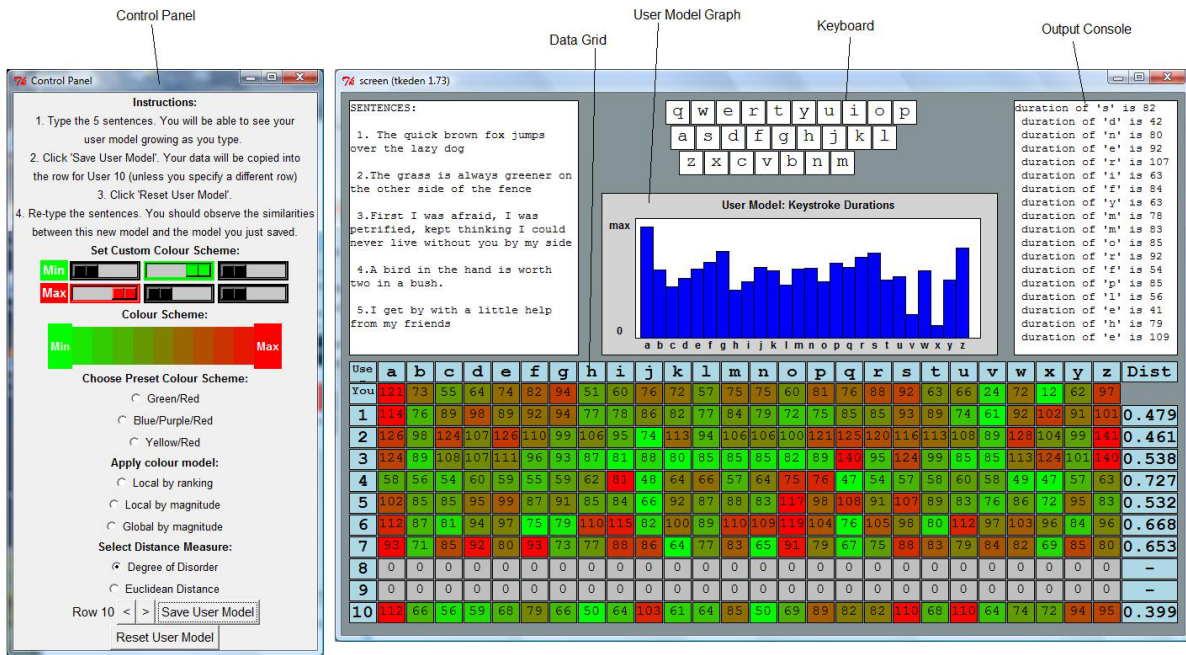 Control Panel
User Model Graph
Data Grid
Keyboard
Output Console
Control Panel
Instructions:
1. Type the 5 sentences. You will be able to see your
user model growing as you type.
2. Click 'Save User Model'. Your data will be copied into
the row for User 10 (unless you specify a different row)
3. Click 'Reset User Model'.
4. Re-type the sentences. You should observe the similarities
between this new model and the model you just saved.
Set Custom Colour Scheme:
Min
Max
Colour Scheme:
Min Max
Choose Preset Colour Scheme:
Green/Red
Blue/Purple/Red
Yellow/Red
Apply colour model:
Local by ranking
Local by magnitude
Global by magnitude
Select Distance Measure:
Degree of Disorder
Euclidean Distance
Row 10 < > Save User Model
Reset User Model
screen (tkeden 1.73)
SENTENCES:
1. The quick brown fox jumps
over the lazy dog
2.The grass is always greener on
the other side of the fence
3.First I was afraid, I was
petrified, kept thinking I could
never live without you by my side
4.A bird in the hand is worth
two in a bush.
5.I get by with a little help
from my friends
q w e r t y u i o p
a s d f g h j k l
z x c v b n m
User Model: Keystroke Durations
max
0
a b c d e f g h i j k l m n o p q r s t u v w x y z
duration of 's' is 82
duration of 'd' is 42
duration of 'n' is 80
duration of 'e' is 92
duration of 'r' is 107
duration of 'i' is 63
duration of 'f' is 84
duration of 'y' is 63
duration of 'm' is 78
duration of 'm' is 83
duration of 'o' is 85
duration of 'r' is 92
duration of 'f' is 54
duration of 'p' is 85
duration of 'l' is 56
duration of 'e' is 41
duration of 'h' is 79
duration of 'e' is 109
Use a b c d e f g h i j k l m n o p q r s t u v w x y z Dist
You 121 73 55 64 74 82 94 51 60 76 72 57 75 75 60 81 76 88 92 63 66 24 72 12 62 97
1 114 76 89 98 89 92 94 77 78 86 82 77 84 79 72 75 85 85 93 89 74 61 92 102 91 101 0.479
2 126 98 124 107 126 110 99 106 95 74 113 94 106 106 100 121 125 120 116 113 108 89 128 104 99 141 0.461
3 124 89 108 107 111 96 93 87 81 88 80 85 85 85 82 89 140 95 124 99 85 85 113 124 101 140 0.538
4 58 56 54 60 59 55 59 62 81 48 64 66 57 64 75 76 47 54 57 58 60 58 49 47 57 63 0.727
5 102 85 85 95 99 87 91 85 84 66 92 87 88 83 117 98 108 91 107 89 83 76 86 72 95 83 0.532
6 112 87 81 94 97 75 79 110 115 82 100 89 110 109 119 104 76 105 98 80 112 97 103 96 84 96 0.668
7 93 71 85 92 80 93 73 77 88 86 64 77 83 65 91 79 67 75 88 83 79 84 82 69 85 80 0.653
8 0 0 0 0 0 0 0 0 0 0 0 0 0 0 0 0 0 0 0 0 0 0 0 0 0 0 –
9 0 0 0 0 0 0 0 0 0 0 0 0 0 0 0 0 0 0 0 0 0 0 0 0 0 0 –
10 112 66 56 59 68 79 66 50 64 103 61 64 85 50 69 89 82 82 110 68 110 64 74 72 94 95 0.399